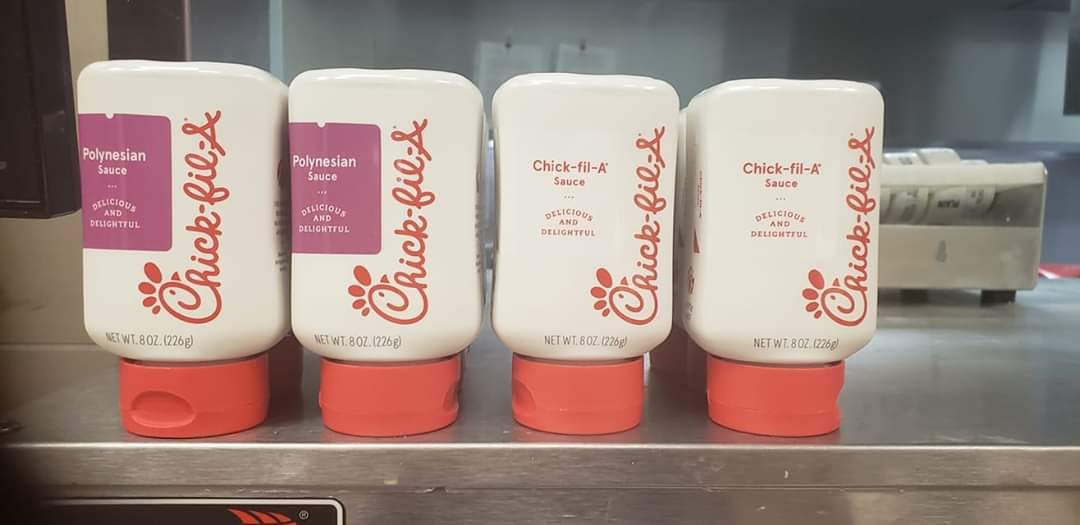 Polynesian
Sauce
...
DELICIOUS
AND
DELIGHTFUL
Chick-fil-A
NET WT. 8 OZ. (226g)
Polynesian
Sauce
...
DELICIOUS
AND
DELIGHTFUL
Chick-fil-A
NET WT. 8 OZ. (226g)
Chick-fil-A®
Sauce
...
DELICIOUS
AND
DELIGHTFUL
Chick-fil-A
NET WT. 8 OZ. (226g)
Chick-fil-A®
Sauce
...
DELICIOUS
AND
DELIGHTFUL
Chick-fil-A
NET WT. 8 OZ. (226g)
PLAIN
®